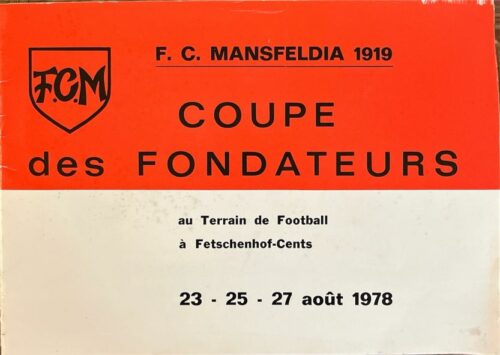 F.C.M
F. C. MANSFELDIA 1919
COUPE
des FONDATEURS
au Terrain de Football
à Fetschenhof-Cents
23 - 25 - 27 août 1978